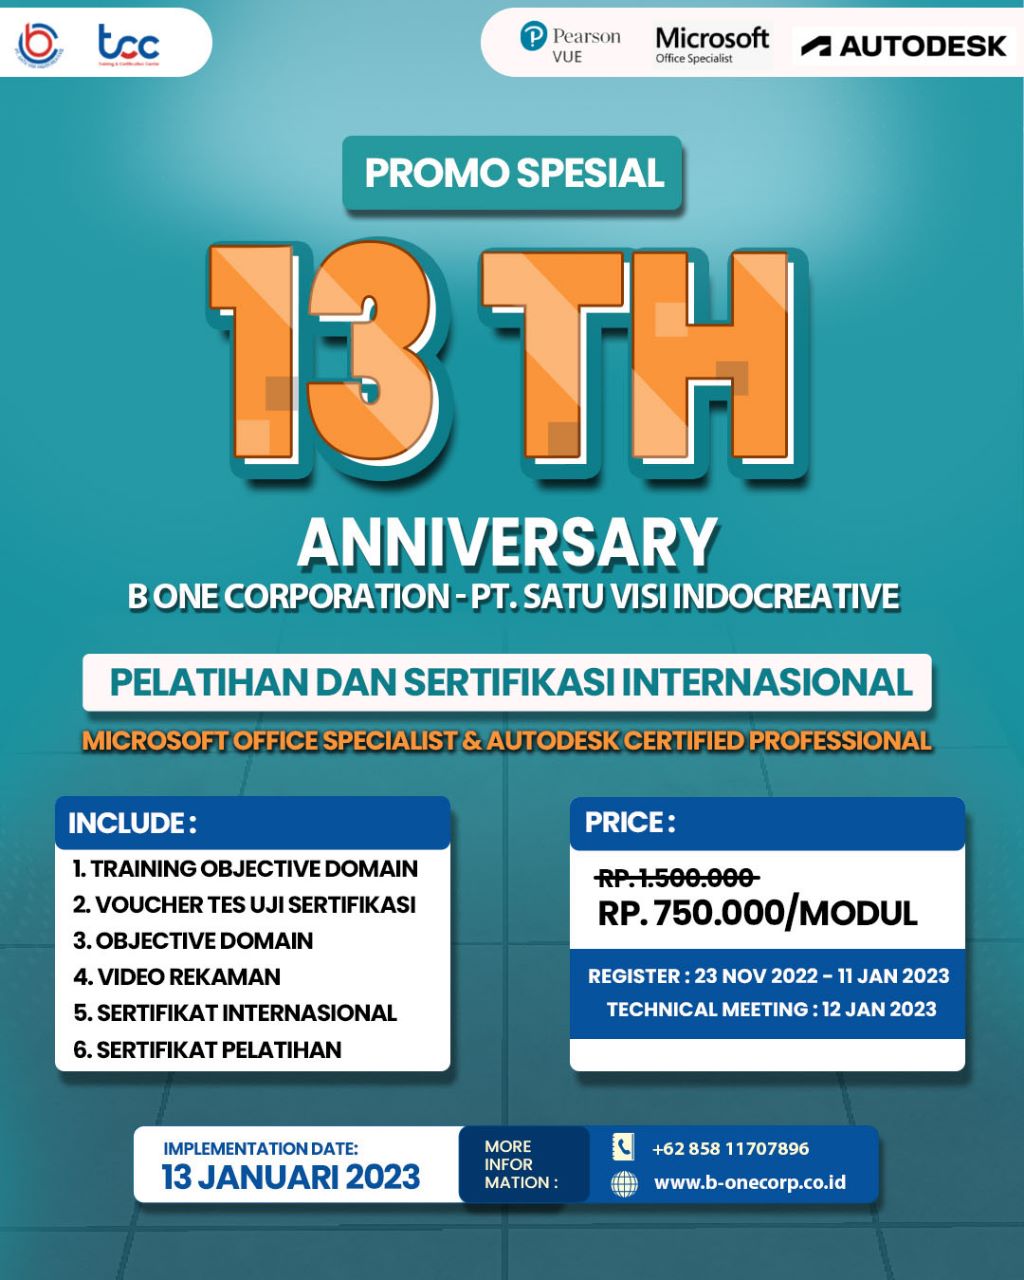 b
tcc
Training & Certification Center
Pearson
VUE
Microsoft
Office Specialist
AUTODESK
PROMO SPESIAL
13 TH
ANNIVERSARY
B ONE CORPORATION - PT. SATU VISI INDOCREATIVE
PELATIHAN DAN SERTIFIKASI INTERNASIONAL
MICROSOFT OFFICE SPECIALIST & AUTODESK CERTIFIED PROFESSIONAL
INCLUDE :
1. TRAINING OBJECTIVE DOMAIN
2. VOUCHER TES UJI SERTIFIKASI
3. OBJECTIVE DOMAIN
4. VIDEO REKAMAN
5. SERTIFIKAT INTERNASIONAL
6. SERTIFIKAT PELATIHAN
PRICE :
RP. 1.500.000
RP. 750.000/MODUL
REGISTER : 23 NOV 2022 - 11 JAN 2023
TECHNICAL MEETING : 12 JAN 2023
IMPLEMENTATION DATE:
13 JANUARI 2023
MORE
INFOR
MATION :
+62 858 11707896
www.b-onecorp.co.id